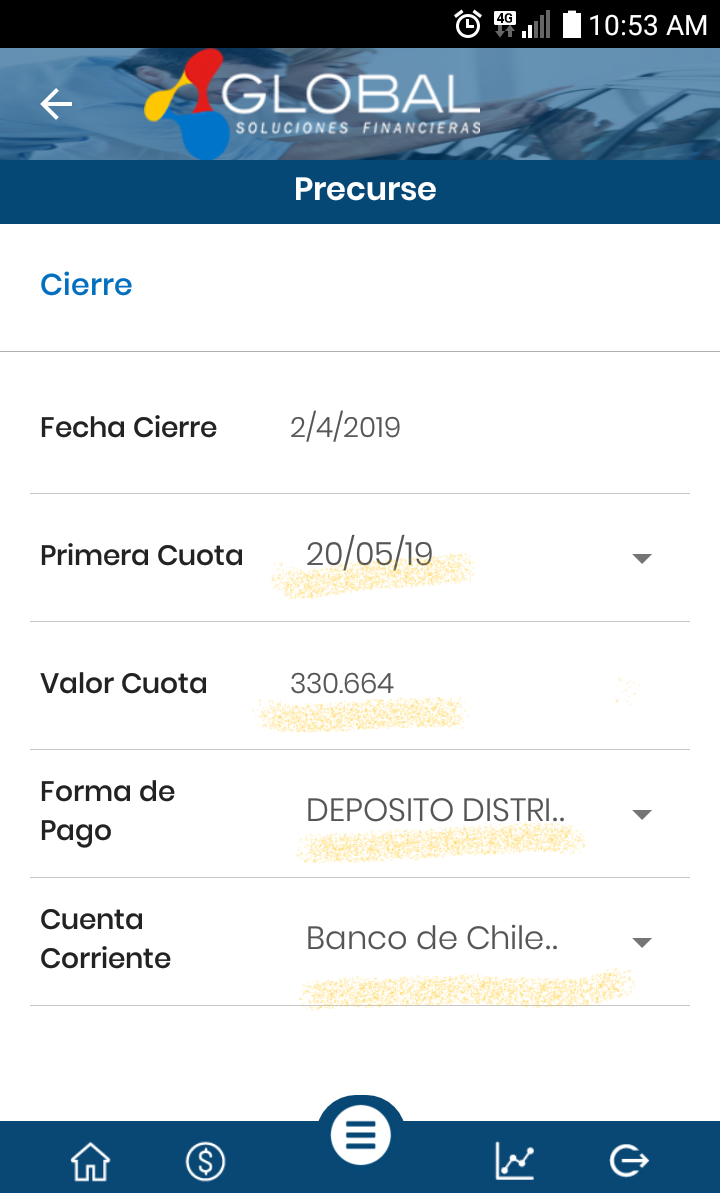 4G 10:53 AM
GLOBAL
SOLUCIONES FINANCIERAS
Precurse
Cierre
Fecha Cierre 2/4/2019
Primera Cuota 20/05/19
Valor Cuota 330.664
Forma de
Pago
DEPOSITO DISTRI..
Cuenta
Corriente
Banco de Chile..